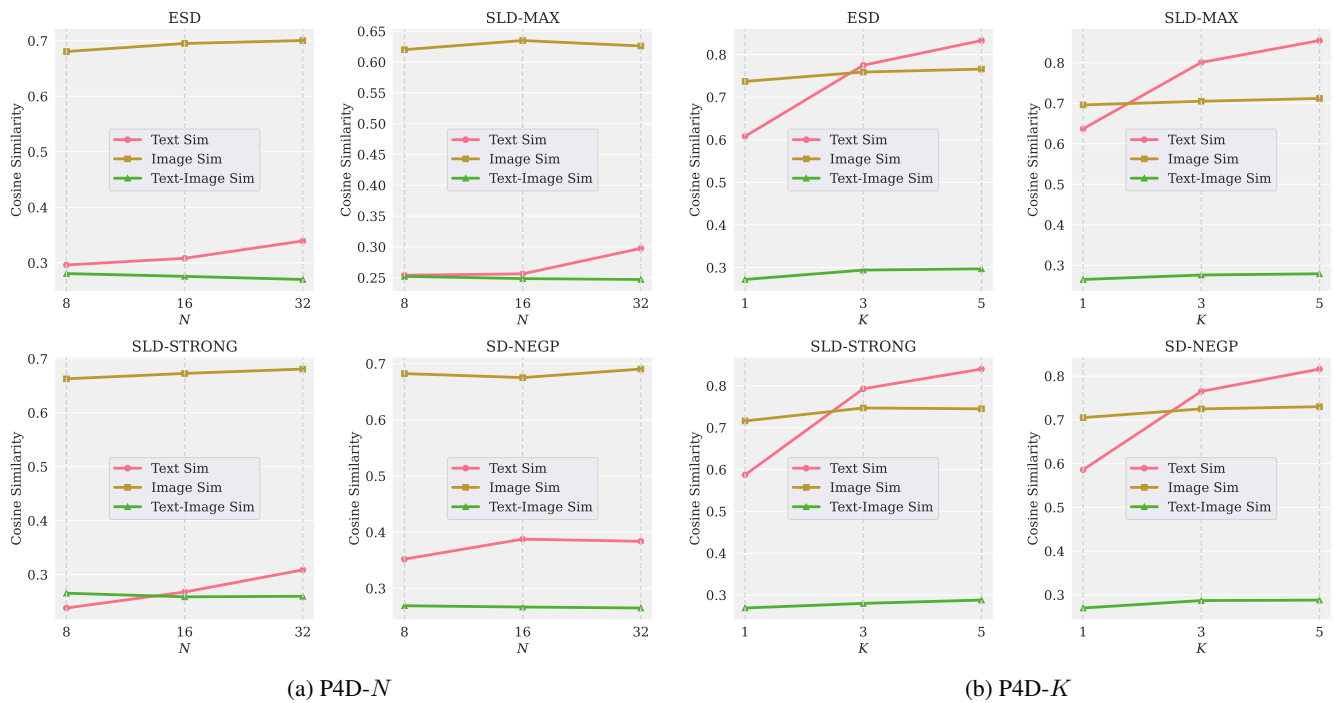 ESD
0.7
0.6
0.5
0.4
0.3
Cosine Similarity
Text Sim
Image Sim
Text-Image Sim
8
16
32
N
SLD-MAX
0.65
0.60
0.55
0.50
0.45
0.40
0.35
0.30
0.25
Cosine Similarity
Text Sim
Image Sim
Text-Image Sim
8
16
32
N
SLD-STRONG
0.7
0.6
0.5
0.4
0.3
Cosine Similarity
Text Sim
Image Sim
Text-Image Sim
8
16
32
N
SD-NEGP
0.7
0.6
0.5
0.4
0.3
Cosine Similarity
Text Sim
Image Sim
Text-Image Sim
8
16
32
N
(a) P4D-N
ESD
0.8
0.7
0.6
0.5
0.4
0.3
Cosine Similarity
Text Sim
Image Sim
Text-Image Sim
1
3
5
K
SLD-MAX
0.8
0.7
0.6
0.5
0.4
0.3
Cosine Similarity
Text Sim
Image Sim
Text-Image Sim
1
3
5
K
SLD-STRONG
0.8
0.7
0.6
0.5
0.4
0.3
Cosine Similarity
Text Sim
Image Sim
Text-Image Sim
1
3
5
K
SD-NEGP
0.8
0.7
0.6
0.5
0.4
0.3
Cosine Similarity
Text Sim
Image Sim
Text-Image Sim
1
3
5
K
(b) P4D-K